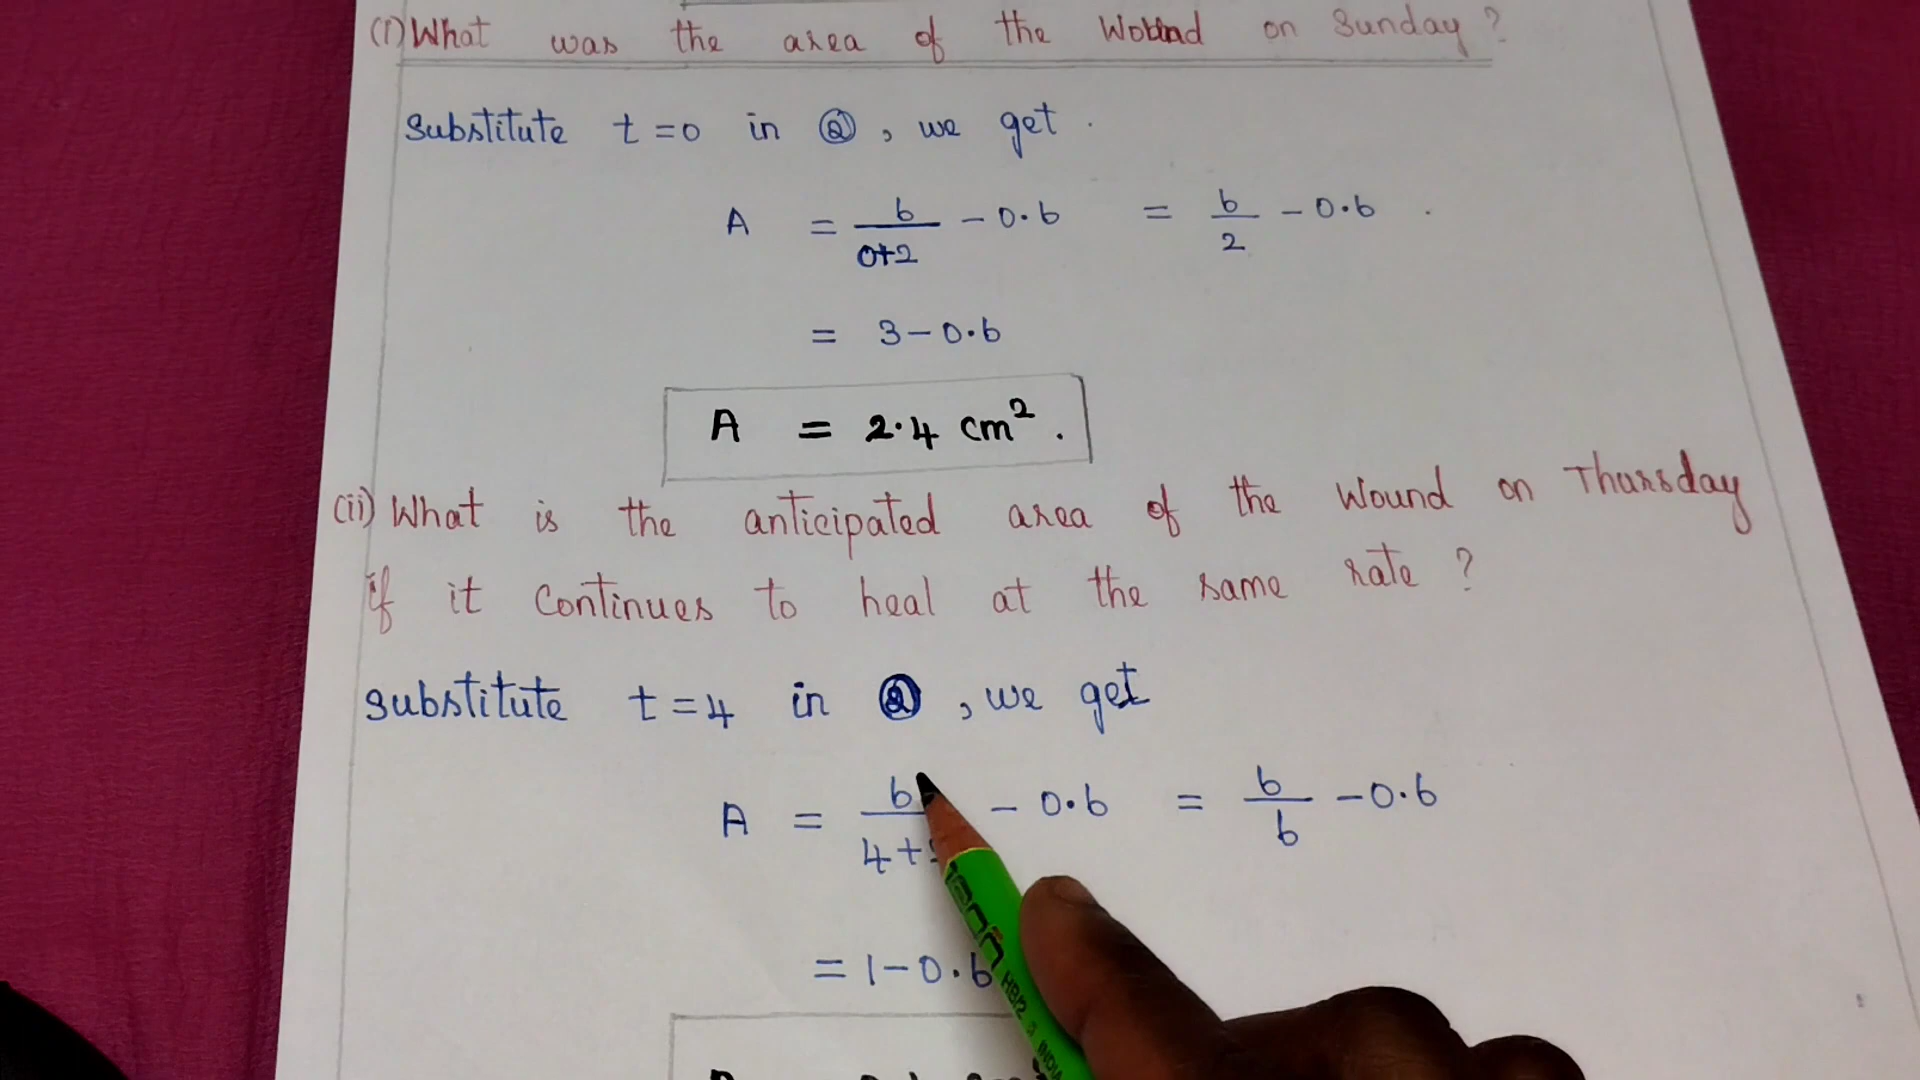 (i) What was the area of the Wound on Sunday?
Substitute t=0 in ②, we get.
A = 6/0+2 - 0.6 = 6/2 - 0.6.
= 3-0.6
A = 2.4 cm².
(ii) What is the anticipated area of the Wound on Thursday
if it continues to heal at the same rate?
Substitute t=4 in ②, we get
A = 6/4+ - 0.6 = 6/6 - 0.6
= 1-0.6
HB/2 INDIA